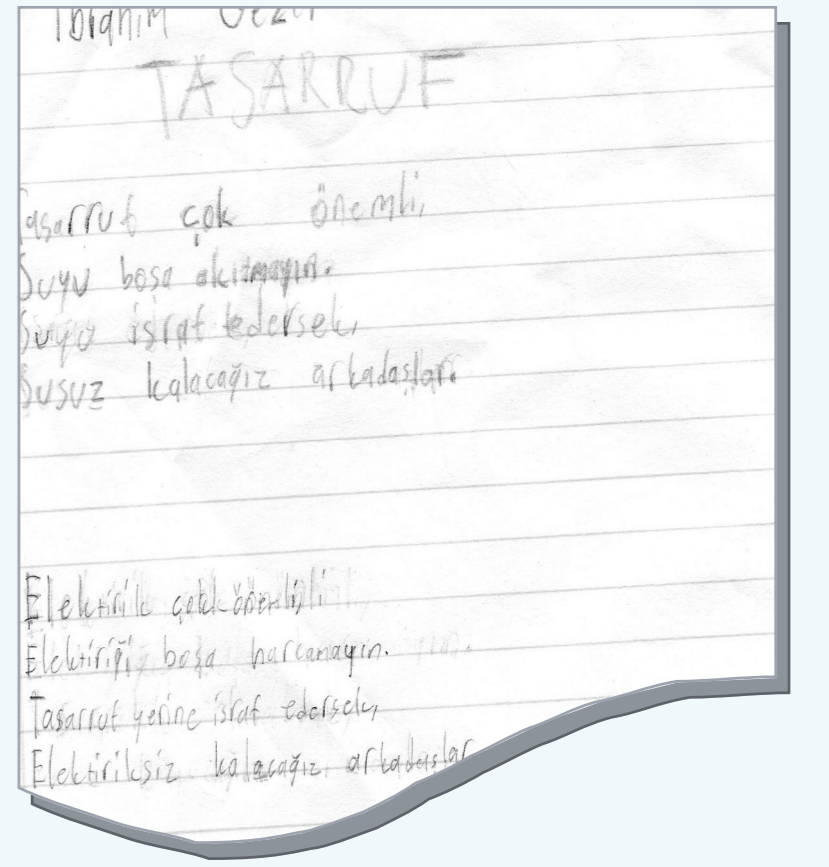 İbrahim
TASARRUF
Tasarruf çok önemli,
Suyu boşa akıtmayın.
Suyu israf edersek,
Susuz kalacağız arkadaşlar.
Elektirik çok önemli,
Elektiriği boşa harcamayın.
Tasarruf yerine israf edersek,
Elektiriksiz kalacağız arkadaşlar